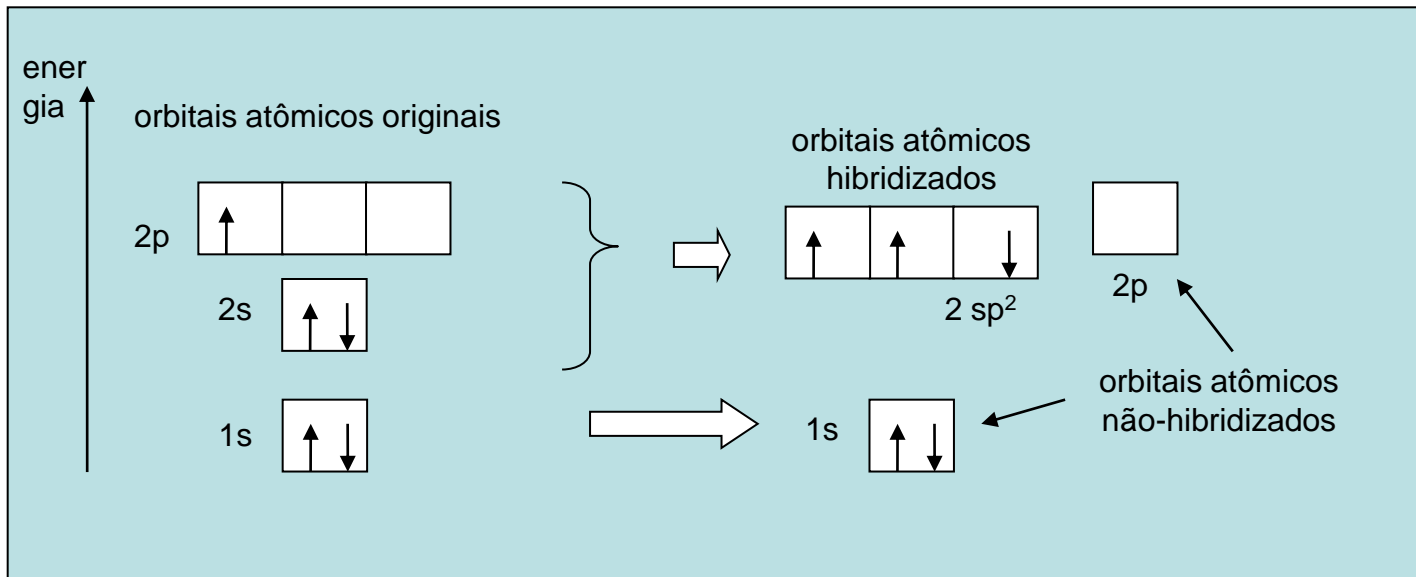 ener
gia
orbitais atômicos originais
2p
2s
1s
orbitais atômicos
hibridizados
2 sp²
2p
1s
orbitais atômicos
não-hibridizados